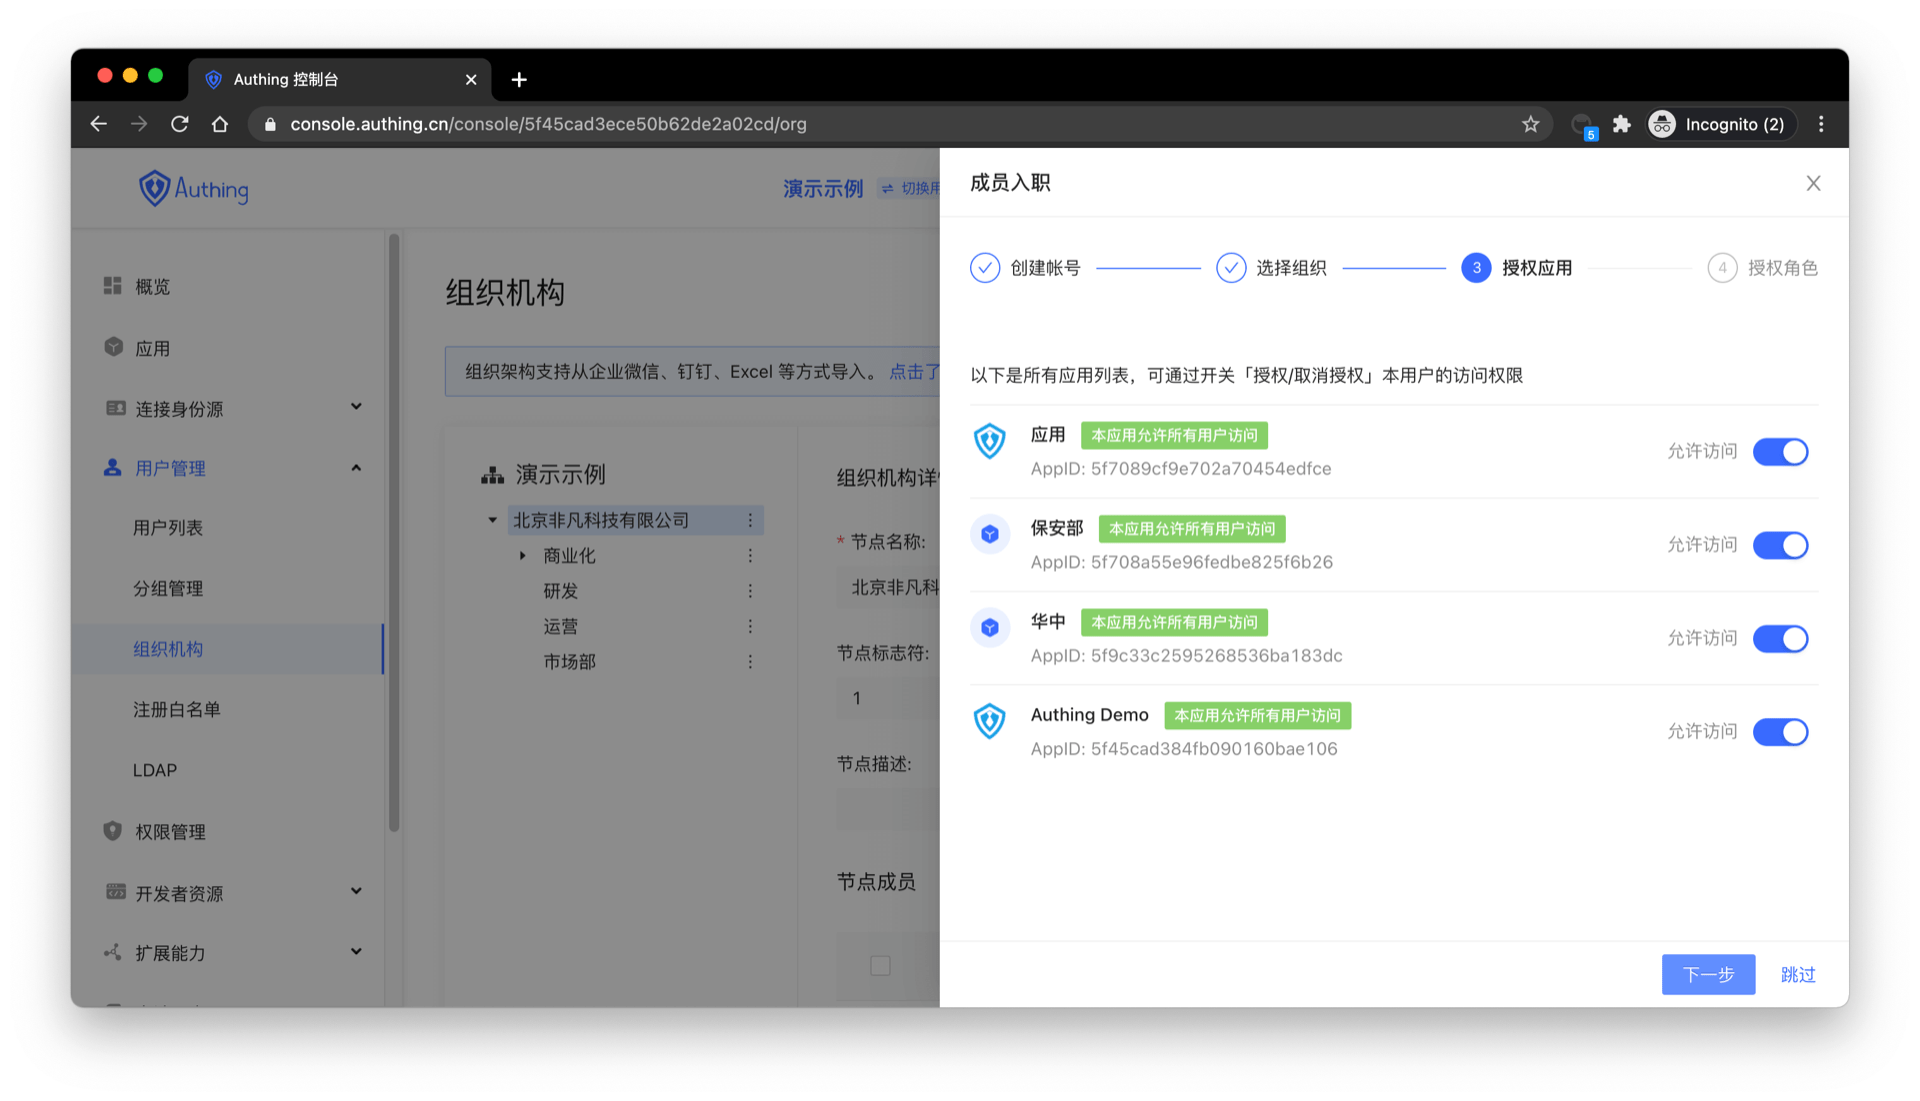 Authing 控制台
console.authing.cn/console/5f45cad3ece50b62de2a02cd/org
5
Incognito (2)
Authing
演示示例
切换用
概览
应用
连接身份源
用户管理
用户列表
分组管理
组织机构
注册白名单
LDAP
权限管理
开发者资源
扩展能力
组织机构
组织架构支持从企业微信、钉钉、Excel 等方式导入。 点击了
演示示例
北京非凡科技有限公司
商业化
研发
运营
市场部
组织机构详
* 节点名称:
北京非凡科
节点标志符:
1
节点描述:
节点成员
成员入职
创建帐号
选择组织
3 授权应用
4 授权角色
以下是所有应用列表，可通过开关「授权/取消授权」本用户的访问权限
应用 本应用允许所有用户访问
AppID: 5f7089cf9e702a70454edfce
允许访问
保安部 本应用允许所有用户访问
AppID: 5f708a55e96fedbe825f6b26
允许访问
华中 本应用允许所有用户访问
AppID: 5f9c33c2595268536ba183dc
允许访问
Authing Demo 本应用允许所有用户访问
AppID: 5f45cad384fb090160bae106
允许访问
下一步
跳过